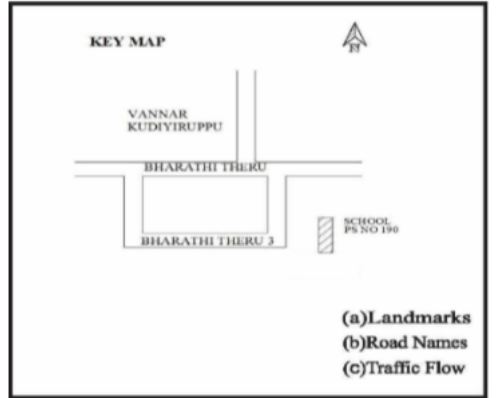 KEY MAP
N
VANNAR
KUDIYIRUPPU
BHARATHI THERU
BHARATHI THERU 3
SCHOOL
PS NO 190
(a)Landmarks
(b)Road Names
(c)Traffic Flow